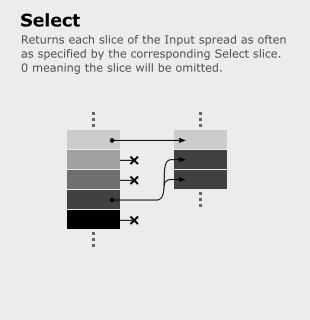 Select
Returns each slice of the Input spread as often
as specified by the corresponding Select slice.
0 meaning the slice will be omitted.